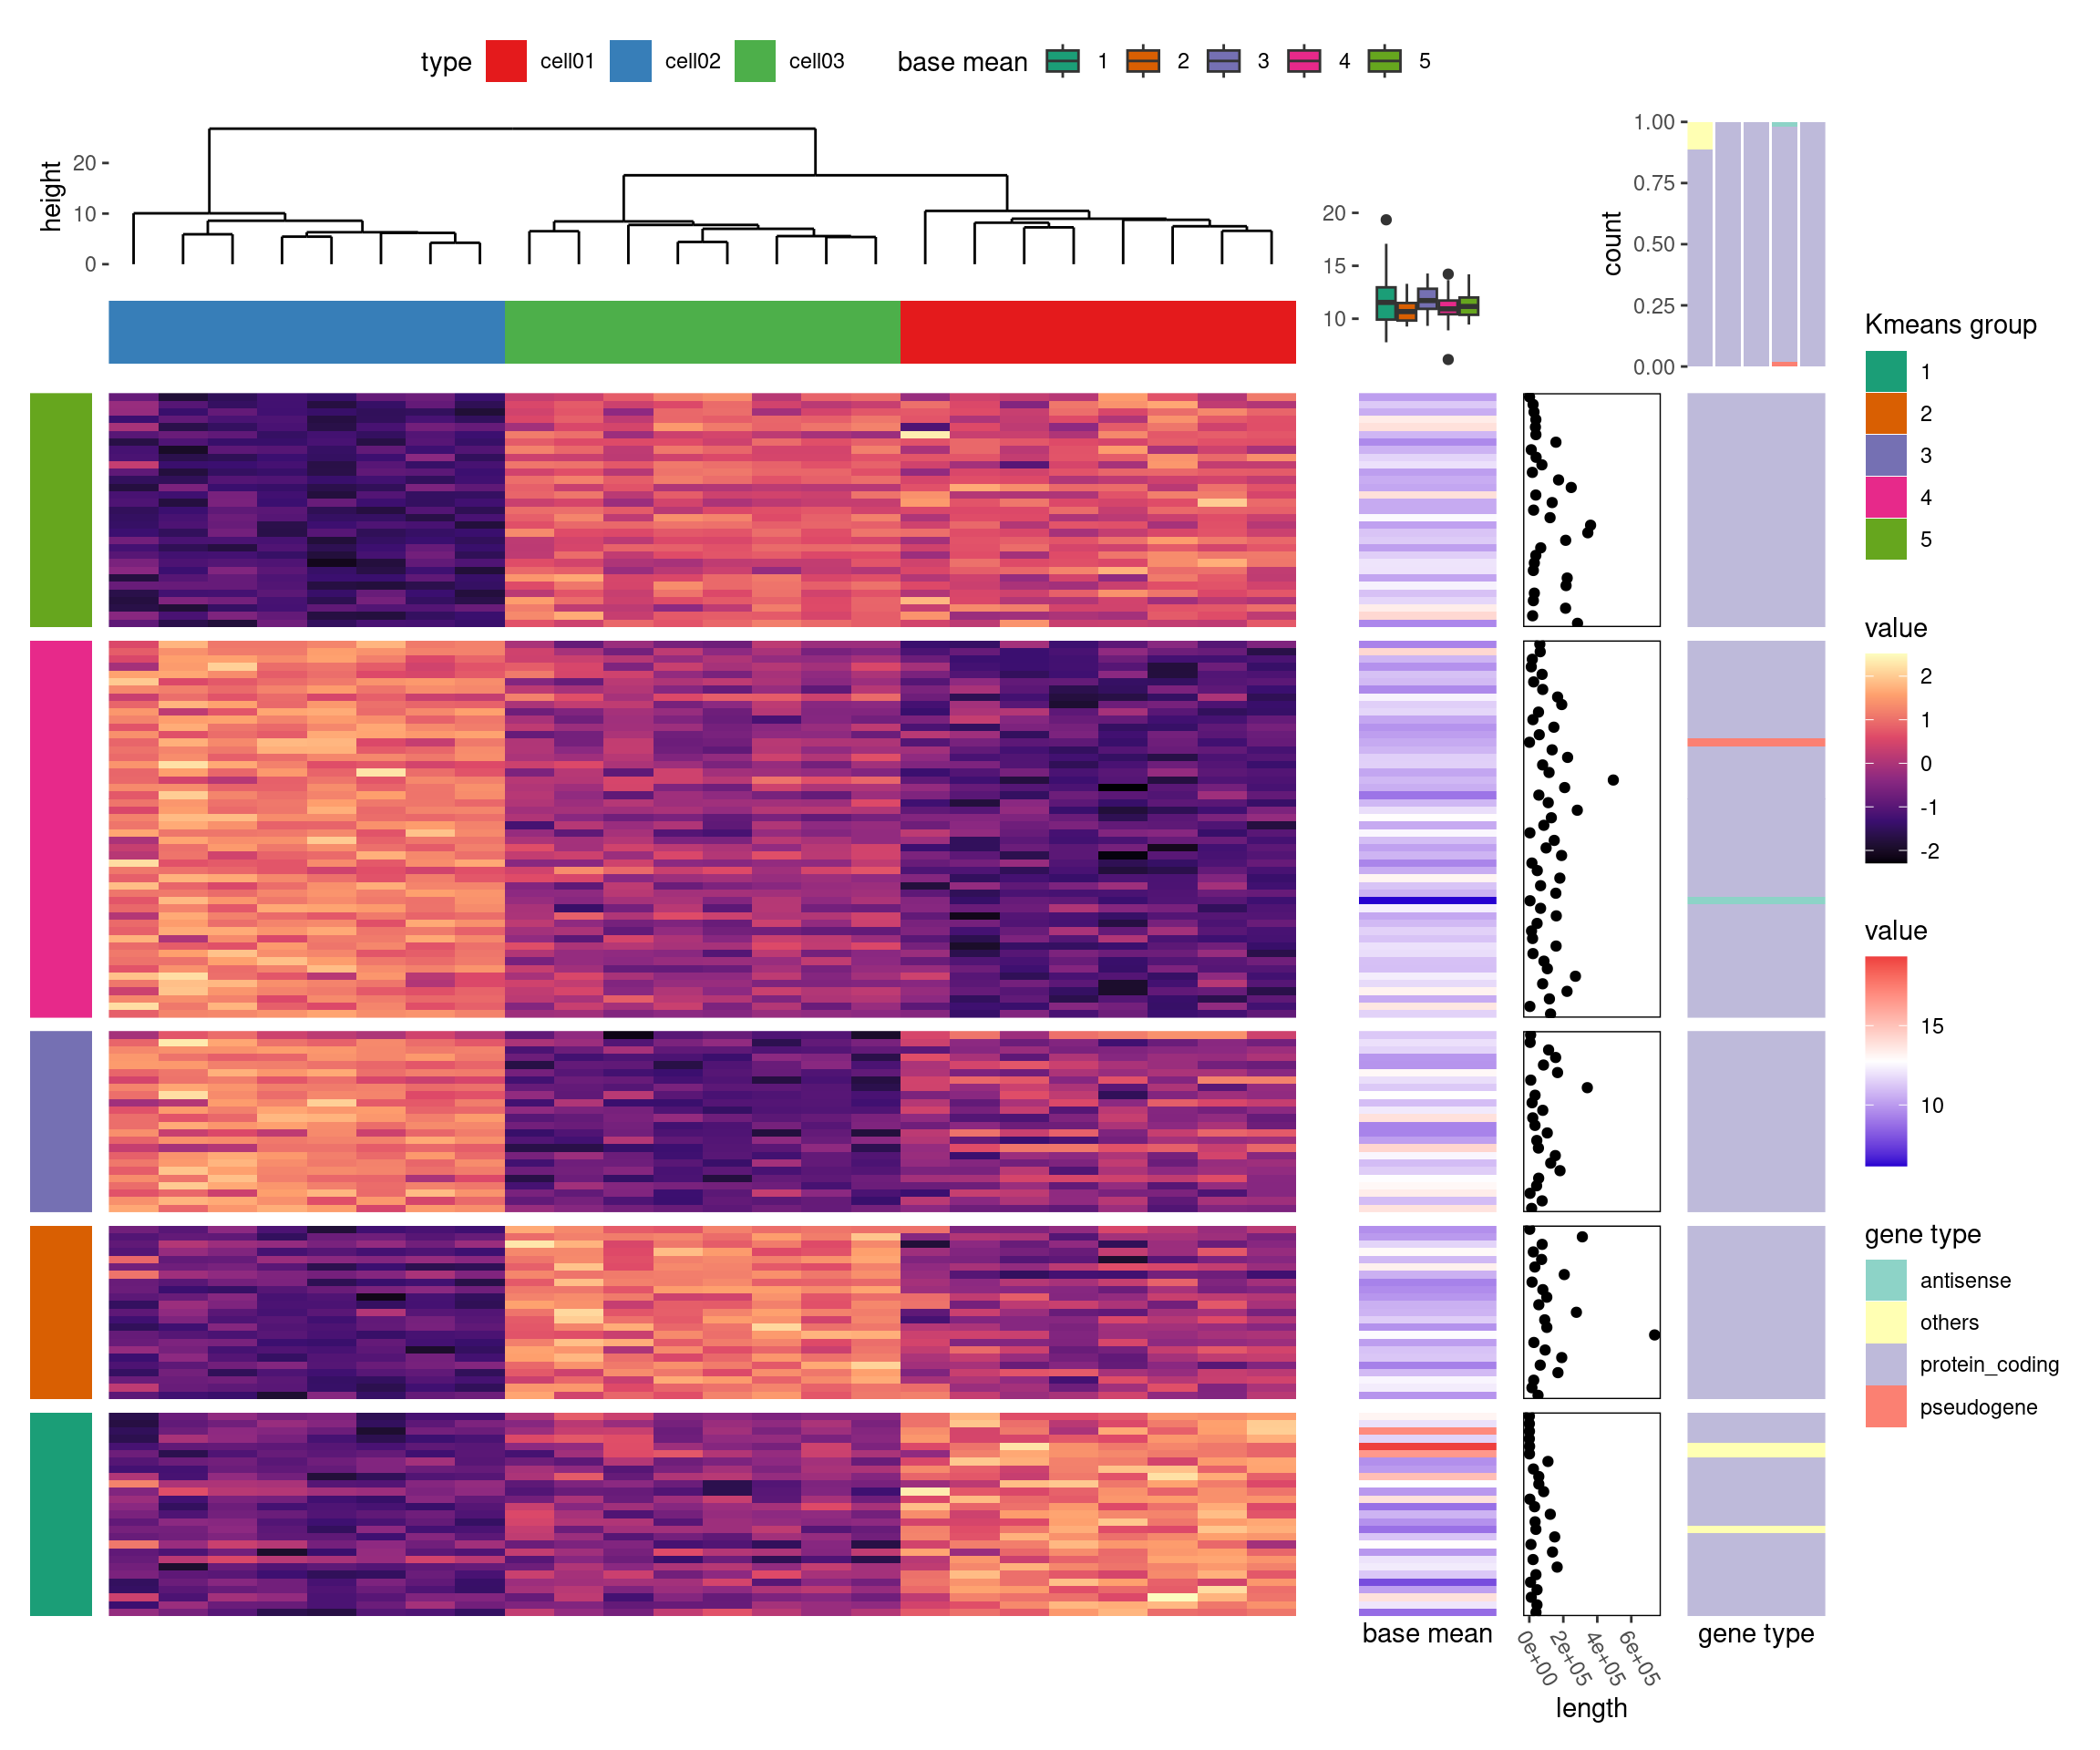 type cell01 cell02 cell03 base mean 1 2 3 4 5
height
20
10
0
20
15
10
count
1.00
0.75
0.50
0.25
0.00
Kmeans group
1
2
3
4
5
value
2
1
0
-1
-2
value
15
10
gene type
antisense
others
protein_coding
pseudogene
base mean
0e+00 2e+05 4e+05 6e+05
length
gene type